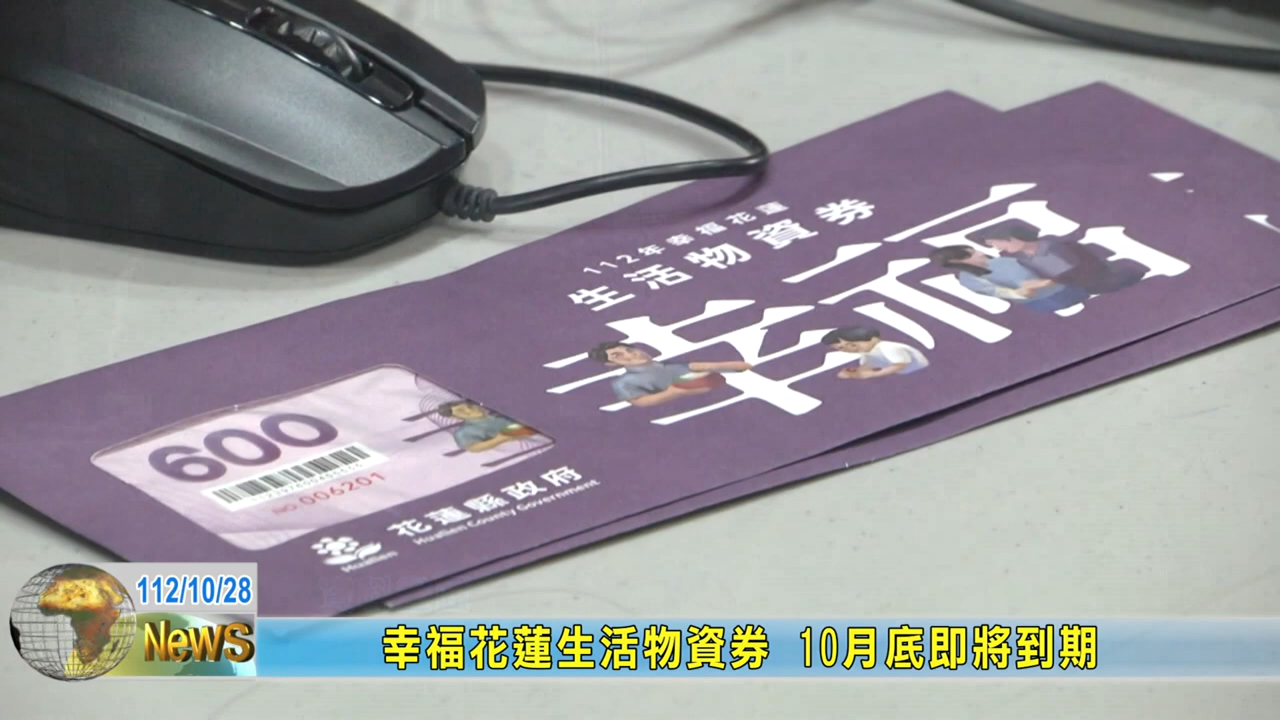 112年幸福花蓮
生活物資券
幸福
600
NO 006201
花蓮縣政府
Hualien County Government
Hualien
112/10/28
News
幸福花蓮生活物資券 10月底即將到期